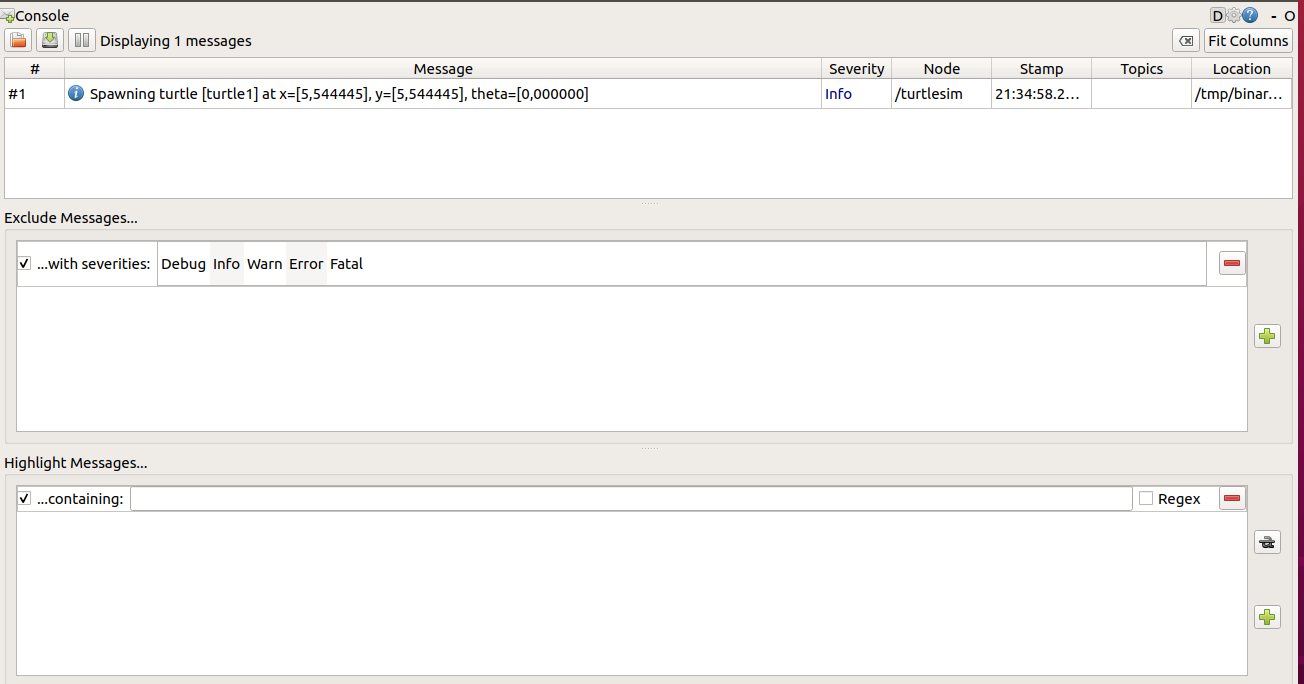 Console D ? - O
Displaying 1 messages Fit Columns
# Message Severity Node Stamp Topics Location
#1 Spawning turtle [turtle1] at x=[5,544445], y=[5,544445], theta=[0,000000] Info /turtlesim 21:34:58.2... /tmp/binar...
Exclude Messages...
...with severities: Debug Info Warn Error Fatal
Highlight Messages...
...containing: Regex